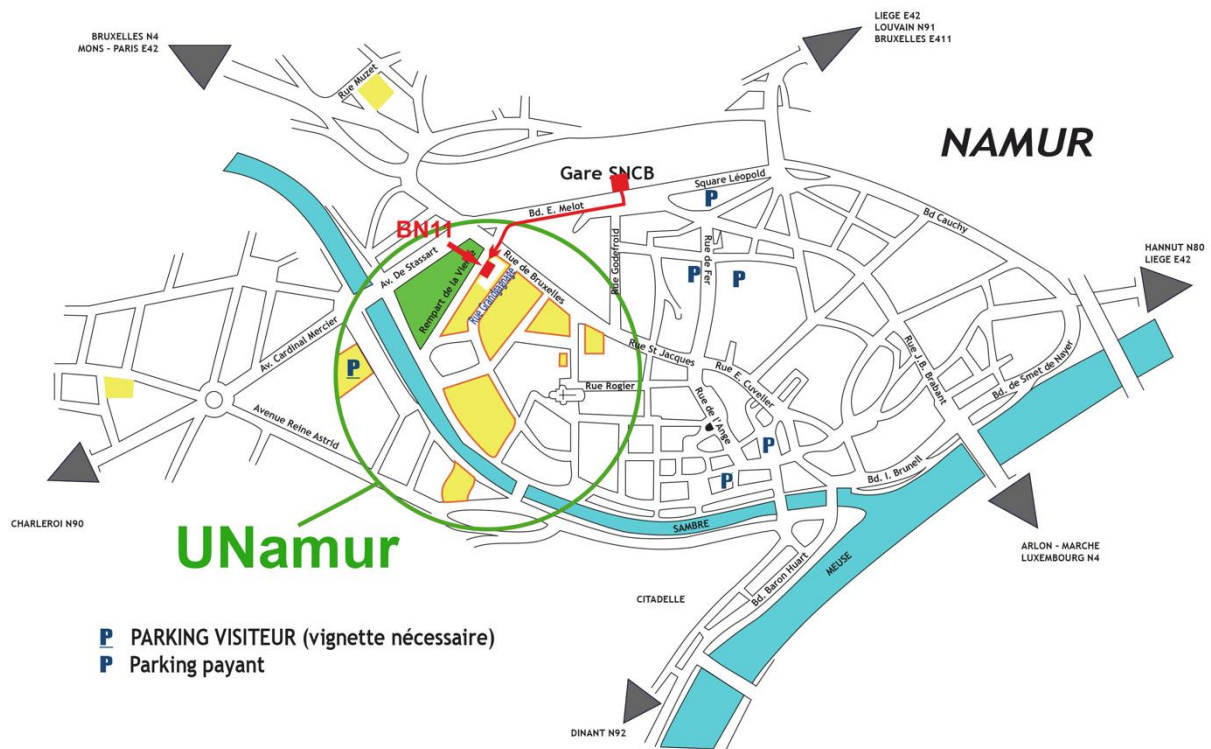 BRUXELLES N4
MONS - PARIS E42
LIEGE E42
LOUVAIN N91
BRUXELLES E411
Rue Muzet
NAMUR
Gare SNCB
Square Léopold
Bd. E. Melot
Bd Cauchy
BN11
Av. De Stassart
Rue de Bruxelles
Rue Godefroid
Rue de Fer
P
P
P
HANNUT N80
LIEGE E42
Rempart de la Vierge
Rue Grandgagnage
Av. Cardinal Mercier
P
Rue St Jacques
Rue E. Cuvelier
Rue J.B. Brabant
Bd. de Smet de Nayer
Rue Rogier
Rue de l'Ange
Avenue Reine Astrid
P
P
Bd. I. Brunell
CHARLEROI N90
UNamur
SAMBRE
MEUSE
ARLON - MARCHE
LUXEMBOURG N4
Bd. Baron Huart
CITADELLE
P PARKING VISITEUR (vignette nécessaire)
P Parking payant
DINANT N92